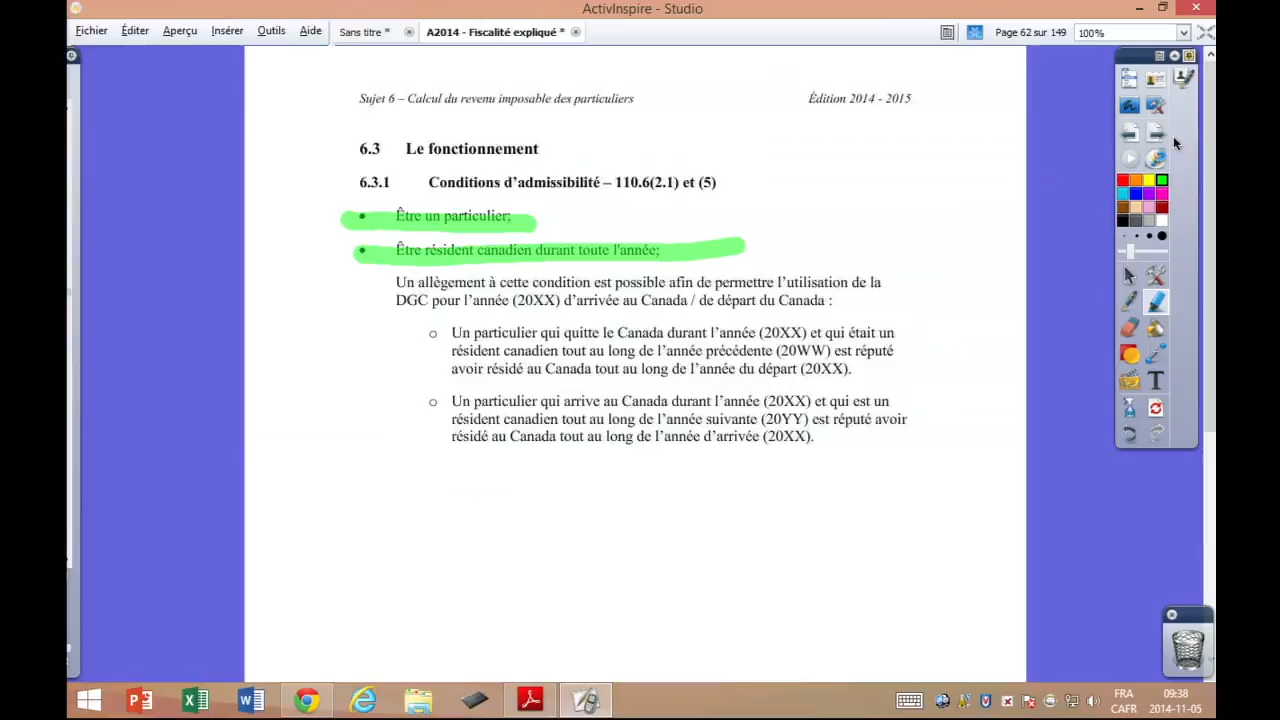 ActivInspire - Studio
Fichier Éditer Aperçu Insérer Outils Aide
Sans titre * A2014 - Fiscalité expliqué *
Page 62 sur 149 100%
Sujet 6 – Calcul du revenu imposable des particuliers Édition 2014 - 2015
6.3 Le fonctionnement
6.3.1 Conditions d’admissibilité – 110.6(2.1) et (5)
• Être un particulier;
• Être résident canadien durant toute l'année;
Un allègement à cette condition est possible afin de permettre l’utilisation de la
DGC pour l’année (20XX) d’arrivée au Canada / de départ du Canada :
o Un particulier qui quitte le Canada durant l’année (20XX) et qui était un
résident canadien tout au long de l’année précédente (20WW) est réputé
avoir résidé au Canada tout au long de l’année du départ (20XX).
o Un particulier qui arrive au Canada durant l’année (20XX) et qui est un
résident canadien tout au long de l’année suivante (20YY) est réputé avoir
résidé au Canada tout au long de l’année d’arrivée (20XX).
FRA 09:38
CAFR 2014-11-05